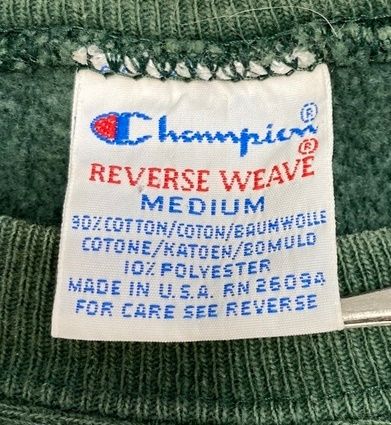 Champion®
REVERSE WEAVE®
MEDIUM
90% COTTON/COTON/BAUMWOLLE
COTONE/KATOEN/BOMULD
10% POLYESTER
MADE IN U.S.A. RN 26094
FOR CARE SEE REVERSE